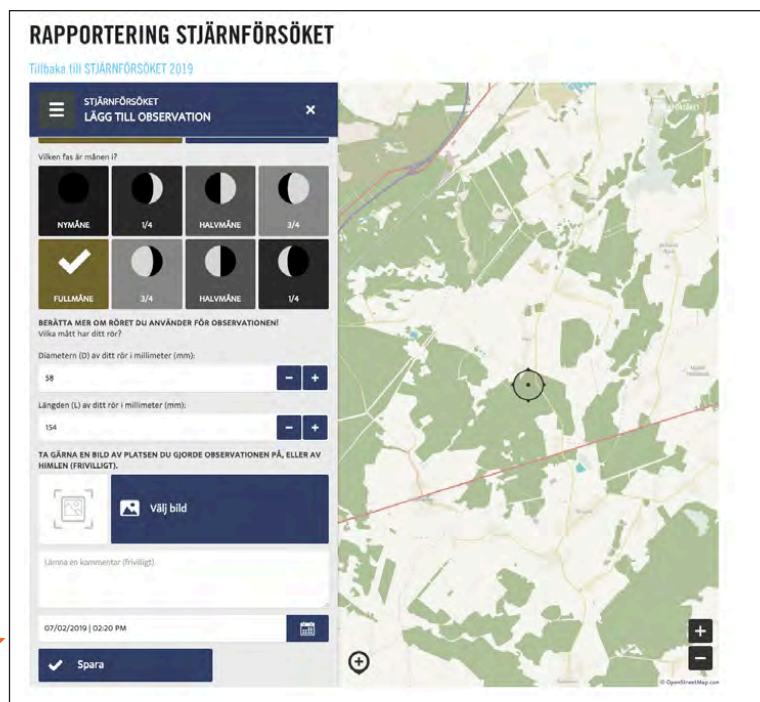 RAPPORTERING STJÄRNFÖRSÖKET
Tillbaka till STJÄRNFÖRSÖKET 2019
STJÄRNFÖRSÖKET
LÄGG TILL OBSERVATION
Vilken fas är månen i?
NYMÅNE 1/4 HALVMÅNE 3/4
FULLMÅNE 3/4 HALVMÅNE 1/4
BERÄTTA MER OM RÖRET DU ANVÄNDER FÖR OBSERVATIONEN!
Vilka mått har ditt rör?
Diametern (D) av ditt rör i millimeter (mm):
58
Längden (L) av ditt rör i millimeter (mm):
154
TA GÄRNA EN BILD AV PLATSEN DU GJORDE OBSERVATIONEN PÅ, ELLER AV
HIMLEN (FRIVILLIGT).
Välj bild
Lämna en kommentar (frivilligt)
07/02/2019 | 02:20 PM
Spara
© OpenStreetMap.com